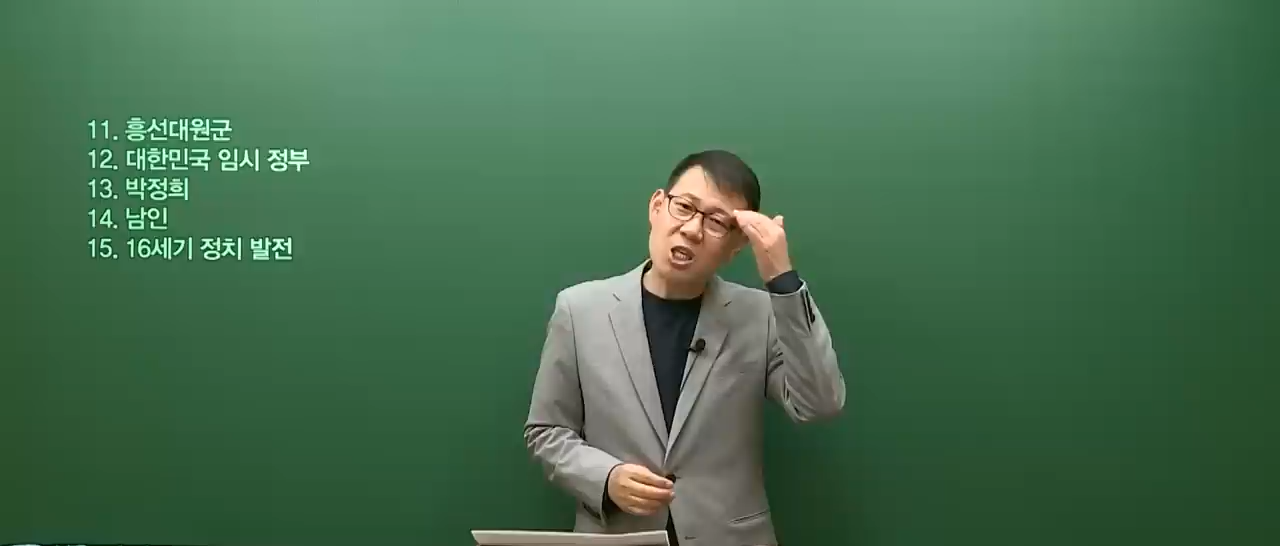 11. 흥선대원군
12. 대한민국 임시 정부
13. 박정희
14. 남인
15. 16세기 정치 발전